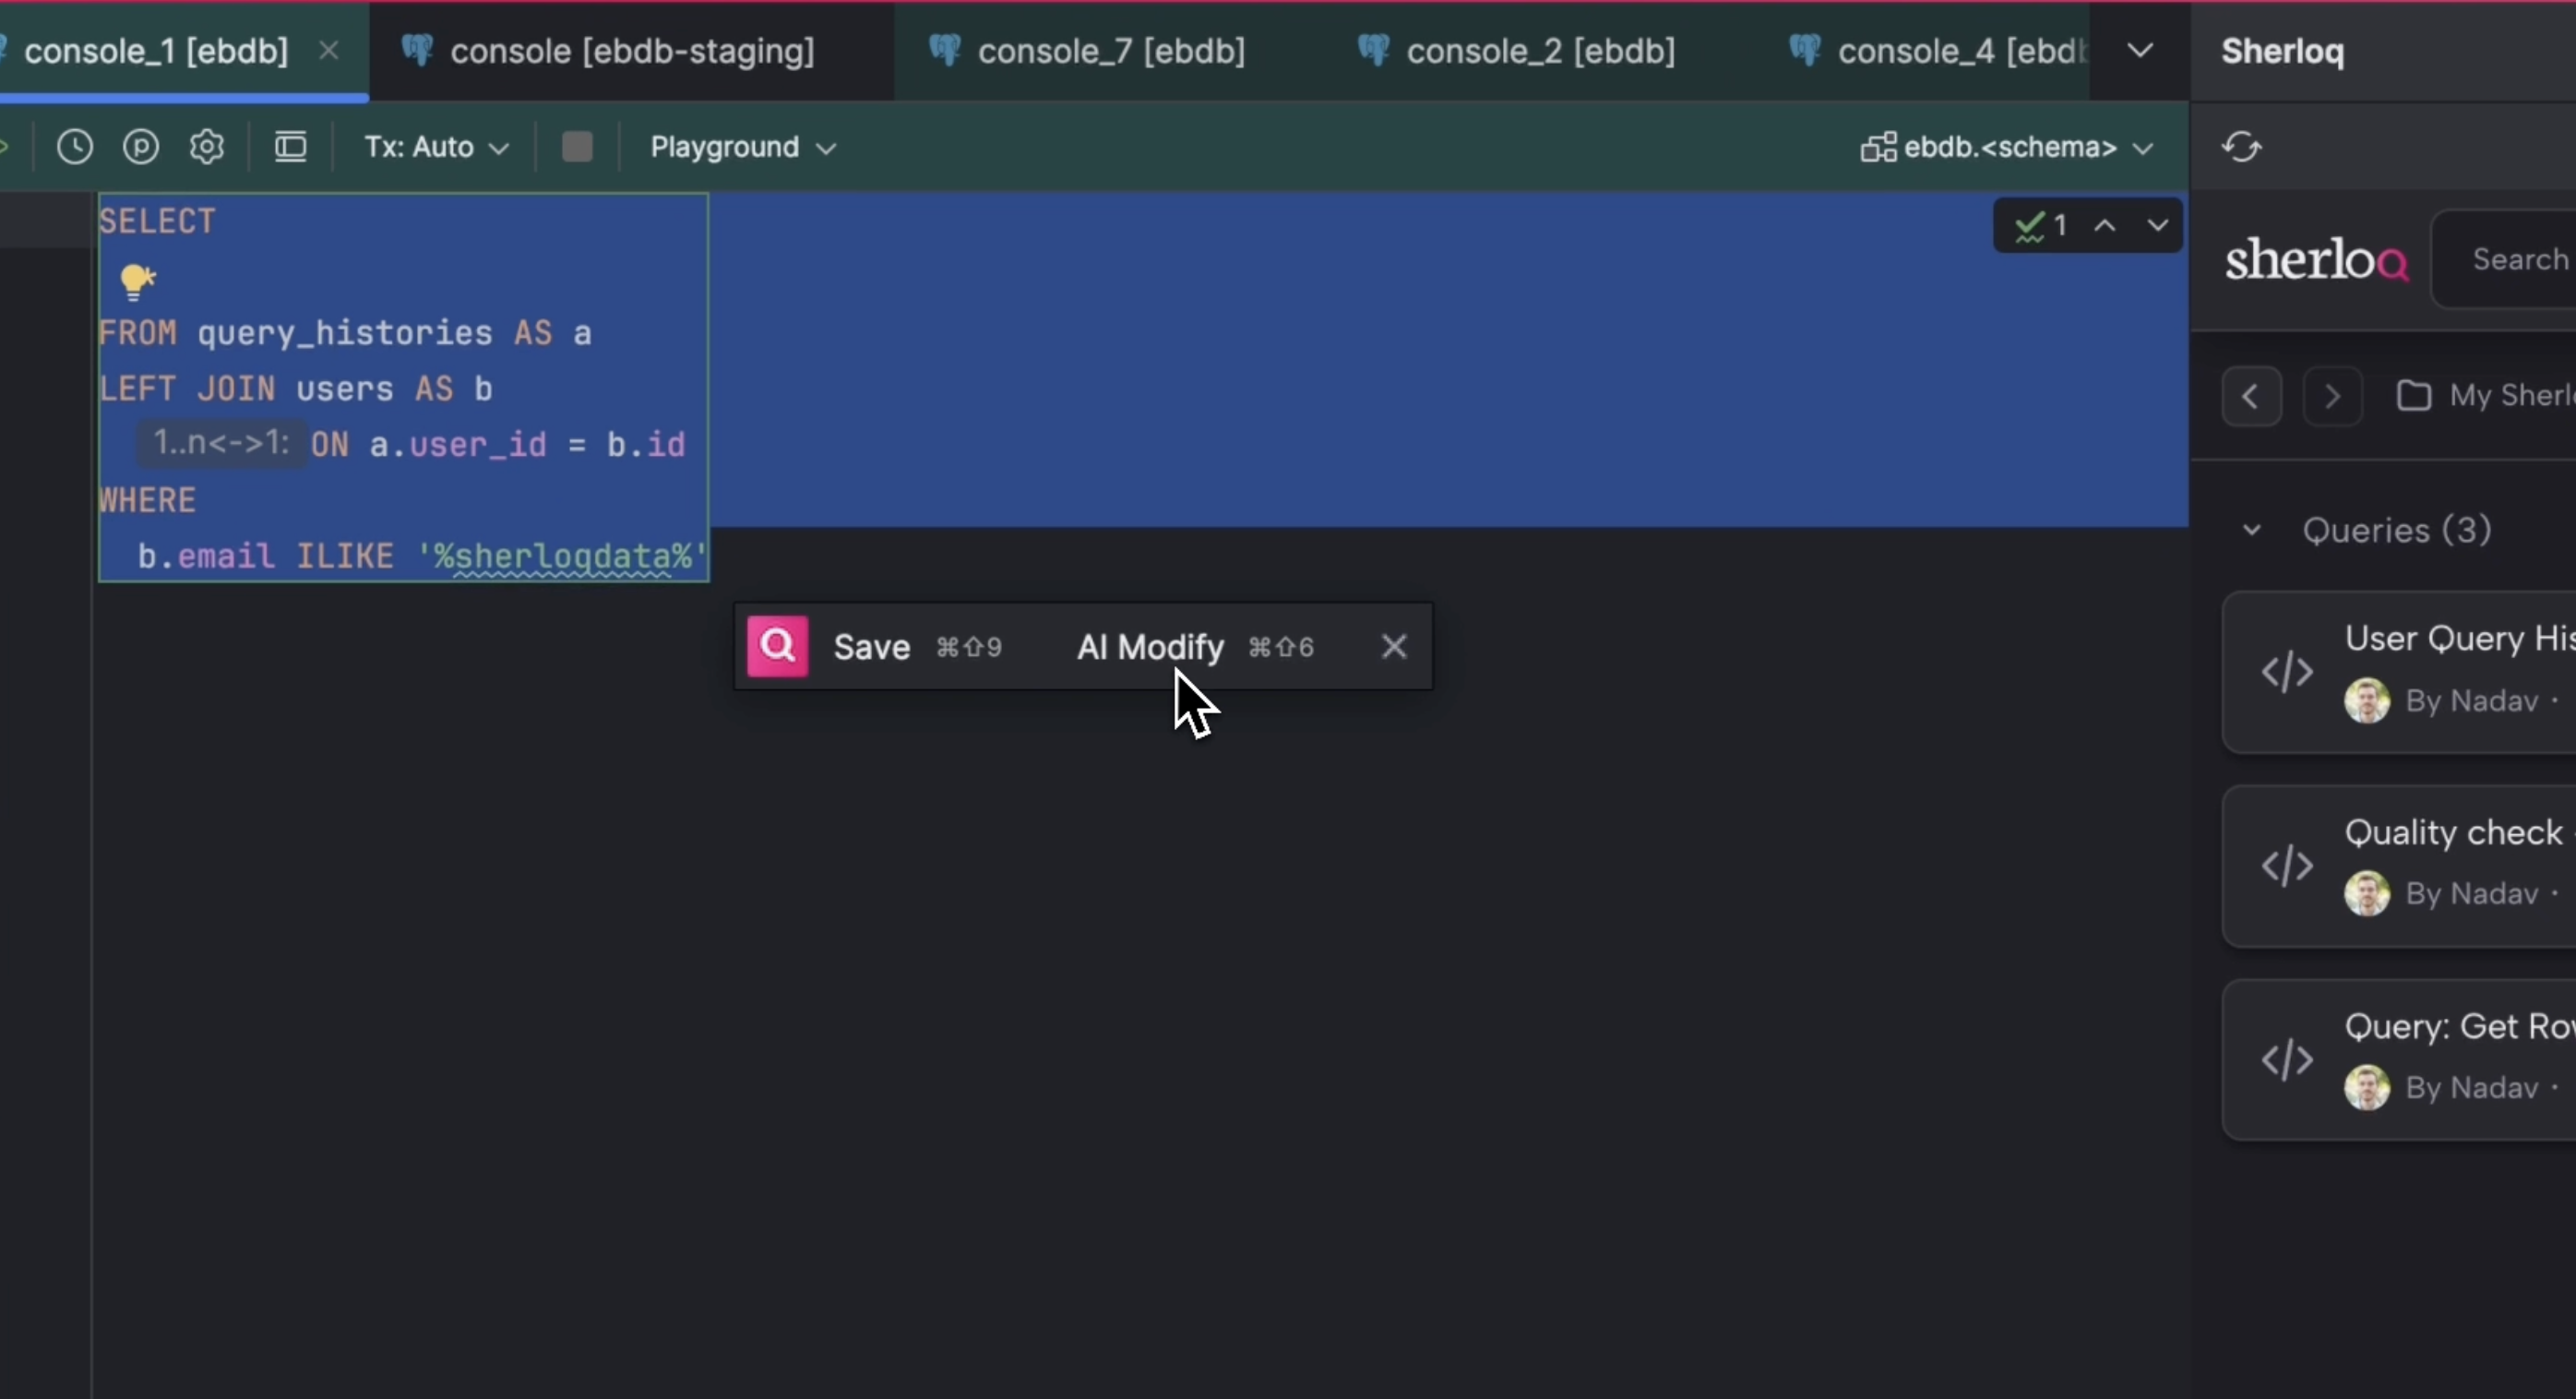 console_1 [ebdb]
console [ebdb-staging]
console_7 [ebdb]
console_2 [ebdb]
console_4 [ebdb
Sherloq
Tx: Auto
Playground
ebdb.<schema>
SELECT
FROM query_histories AS a
LEFT JOIN users AS b
1..n<->1: ON a.user_id = b.id
WHERE
b.email ILIKE '%sherloqdata%'
1
Save ⌘⇧9 AI Modify ⌘⇧6
sherloq
Search
My Sherl
Queries (3)
User Query His
By Nadav ·
Quality check
By Nadav ·
Query: Get Row
By Nadav ·